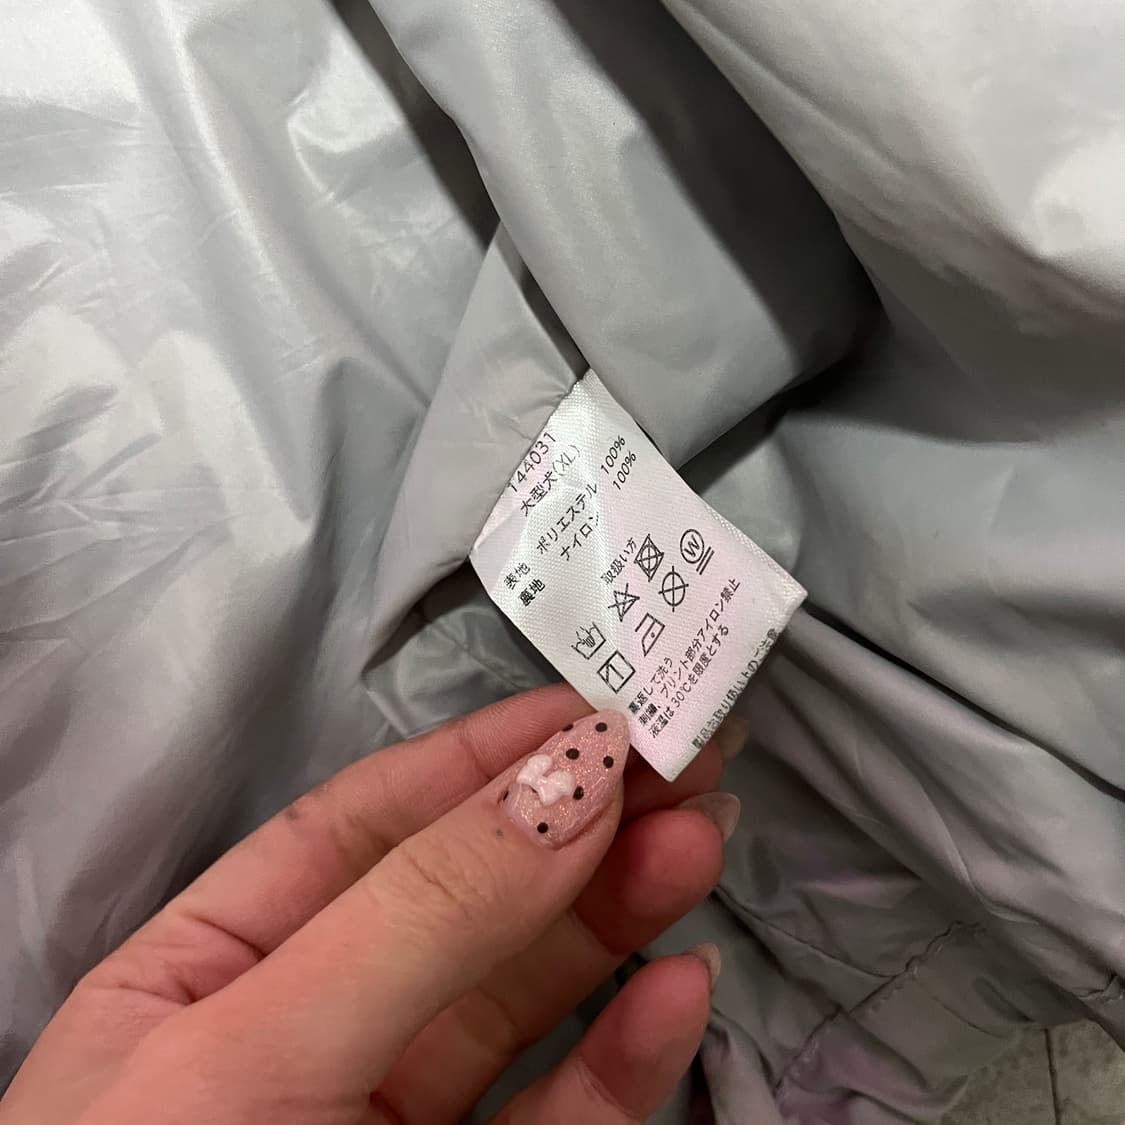 144031
大型犬(XL)
表地 ポリエステル 100%
裏地 ナイロン 100%
取扱い方
W
裏返して洗う
刺繍、プリント部分アイロン禁止
液温は30℃を限度とする